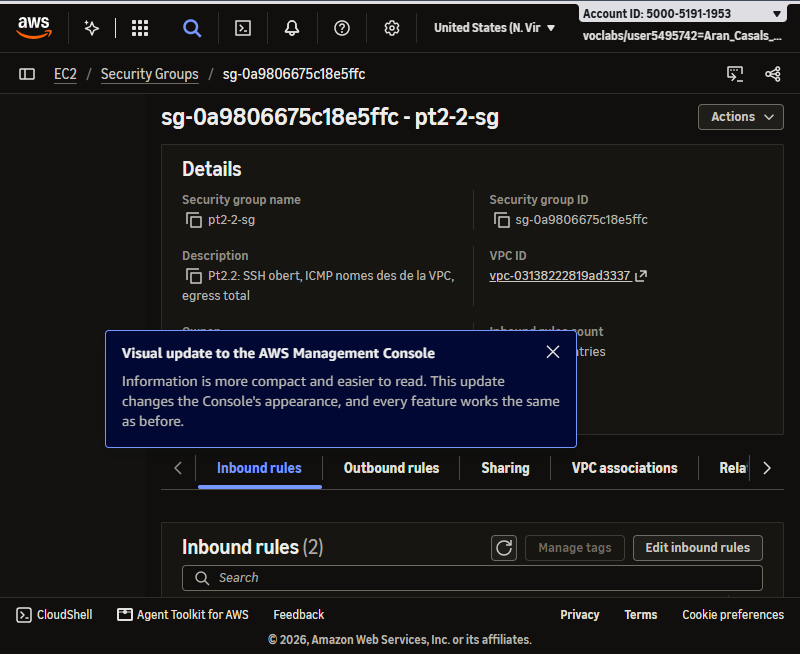 aws
United States (N. Vir
Account ID: 5000-5191-1953
voclabs/user5495742=Aran_Casals_...
EC2 / Security Groups / sg-0a9806675c18e5ffc
sg-0a9806675c18e5ffc - pt2-2-sg
Actions
Details
Security group name
pt2-2-sg
Security group ID
sg-0a9806675c18e5ffc
Description
Pt2.2: SSH obert, ICMP nomes des de la VPC,
egress total
VPC ID
vpc-03138222819ad3337
Visual update to the AWS Management Console
Information is more compact and easier to read. This update
changes the Console's appearance, and every feature works the same
as before.
Inbound rules
Outbound rules
Sharing
VPC associations
Inbound rules (2)
Manage tags
Edit inbound rules
Search
CloudShell
Agent Toolkit for AWS
Feedback
Privacy
Terms
Cookie preferences
© 2026, Amazon Web Services, Inc. or its affiliates.